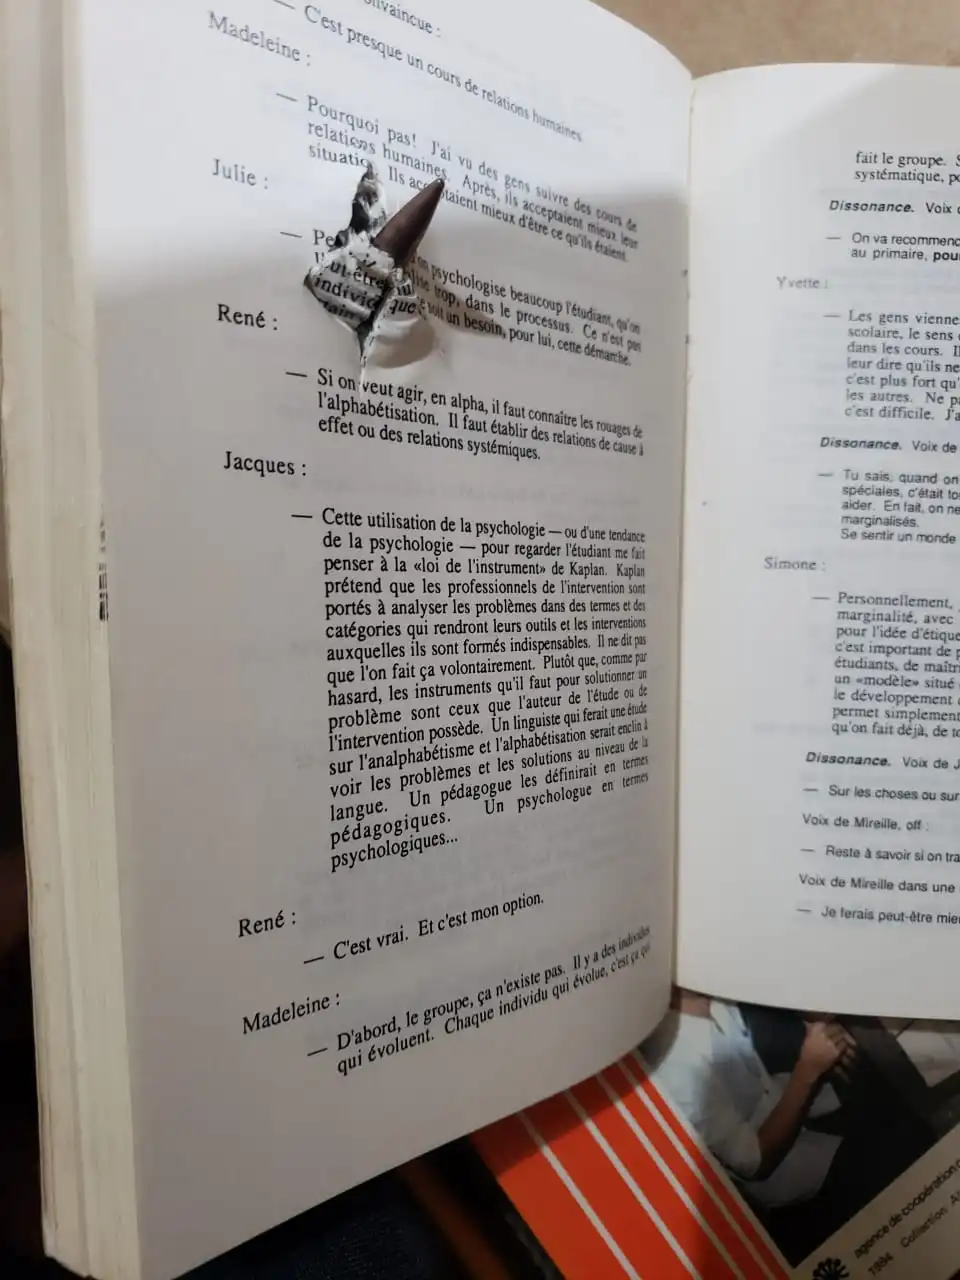 C'est presque un cours de relations humaines
Madeleine :
— Pourquoi pas! J'ai vu des gens suivre des cours de
relations humaines. Après, ils acceptaient mieux leur
Ils acceptaient mieux d'être ce qu'ils étaient.
Julie :
psychologise beaucoup l'étudiant, qu'on
trop, dans le processus. Ce n'est pas
que soit un besoin, pour lui, cette démarche.
René :
— Si on veut agir, en alpha, il faut connaître les rouages de
l'alphabétisation. Il faut établir des relations de cause à
effet ou des relations systémiques.
Jacques :
— Cette utilisation de la psychologie — ou d'une tendance
de la psychologie — pour regarder l'étudiant me fait
penser à la «loi de l'instrument» de Kaplan. Kaplan
prétend que les professionnels de l'intervention sont
portés à analyser les problèmes dans des termes et des
catégories qui rendront leurs outils et les interventions
auxquelles ils sont formés indispensables. Il ne dit pas
que l'on fait ça volontairement. Plutôt que, comme par
hasard, les instruments qu'il faut pour solutionner un
problème sont ceux que l'auteur de l'étude ou de
l'intervention possède. Un linguiste qui ferait une étude
sur l'analphabétisme et l'alphabétisation serait enclin à
voir les problèmes et les solutions au niveau de la
langue. Un pédagogue les définirait en termes
pédagogiques. Un psychologue en termes
psychologiques...
René :
— C'est vrai. Et c'est mon option.
Madeleine :
— D'abord, le groupe, ça n'existe pas. Il y a des individus
qui évoluent. Chaque individu qui évolue, c'est ça qui
fait le groupe.
systématique,
Dissonance. Voix
— On va
au primaire,
Yvette :
— Les gens
scolaire, le sens
dans les cours.
leur dire qu'ils ne
c'est plus fort
les autres. Ne
c'est difficile.
Dissonance. Voix de
— Tu sais, quand on
spéciales, c'était
aider. En fait, on ne
marginalisés.
Se sentir un monde
Simone :
— Personnellement,
marginalité, avec
pour l'idée
c'est important de
étudiants, de
un «modèle» situé
le développement
permet simplement
qu'on fait déjà, de
Dissonance. Voix de
— Sur les choses ou
Voix de Mireille, off :
— Reste à savoir si on
Voix de Mireille dans une
— Je ferais peut-être
agence de coopération
1994 Collection